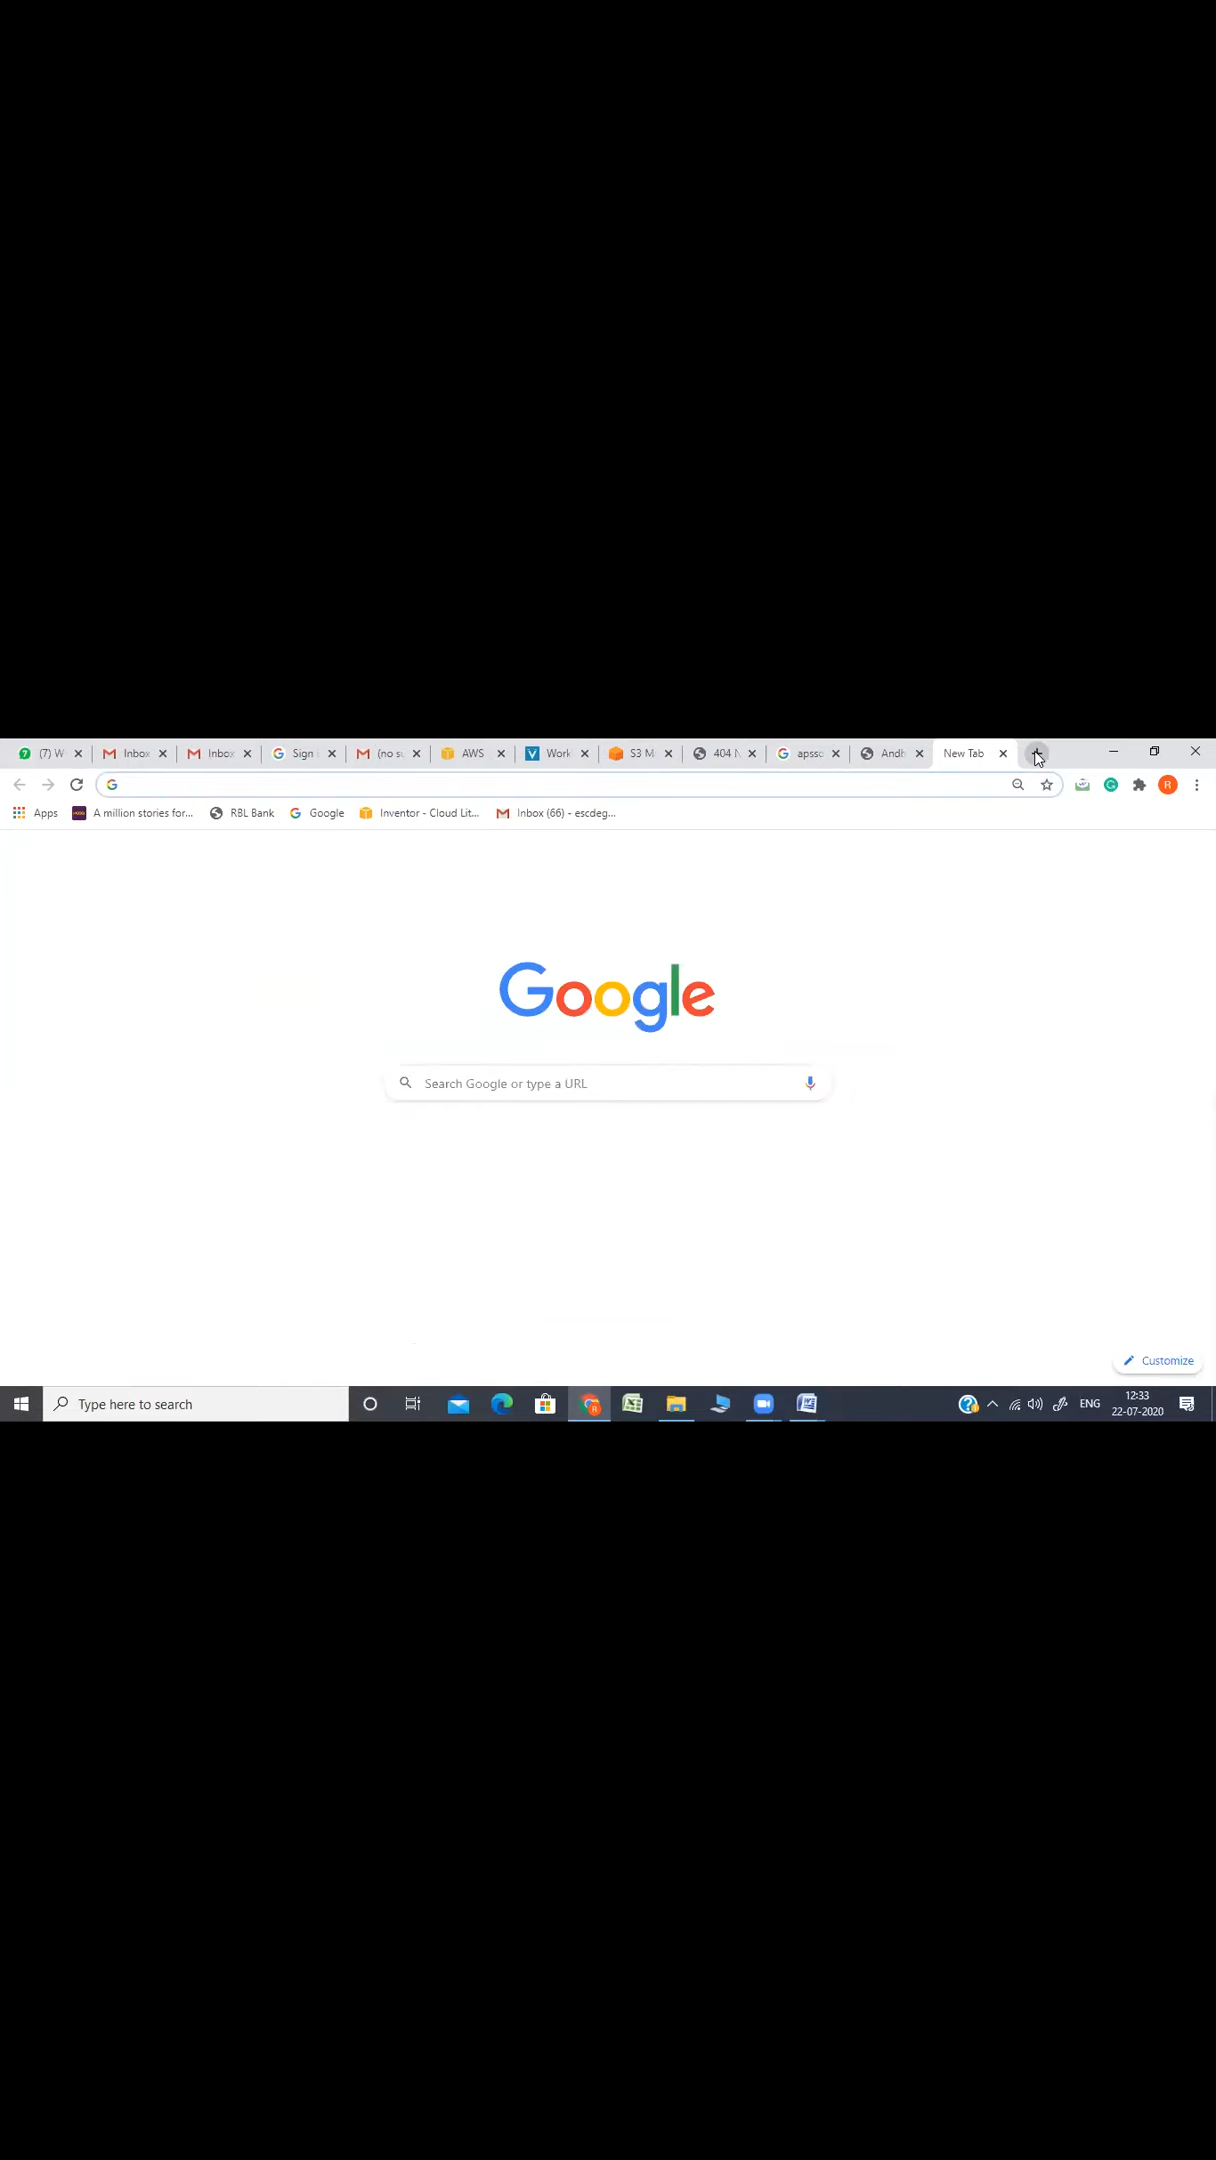 (7) W Inbox Inbox Sign (no su AWS Work S3 M 404 N apssd Andh New Tab
Apps A million stories for... RBL Bank Google Inventor - Cloud Lit... Inbox (66) - escdeg...
Google
Search Google or type a URL
Customize
Type here to search ENG 12:33
22-07-2020